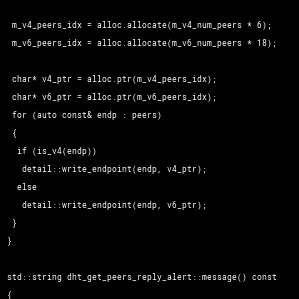 m_v4_peers_idx = alloc.allocate(m_v4_num_peers * 6);
m_v6_peers_idx = alloc.allocate(m_v6_num_peers * 18);
char* v4_ptr = alloc.ptr(m_v4_peers_idx);
char* v6_ptr = alloc.ptr(m_v6_peers_idx);
for (auto const& endp : peers)
{
if (is_v4(endp))
detail::write_endpoint(endp, v4_ptr);
else
detail::write_endpoint(endp, v6_ptr);
}
}
std::string dht_get_peers_reply_alert::message() const
{